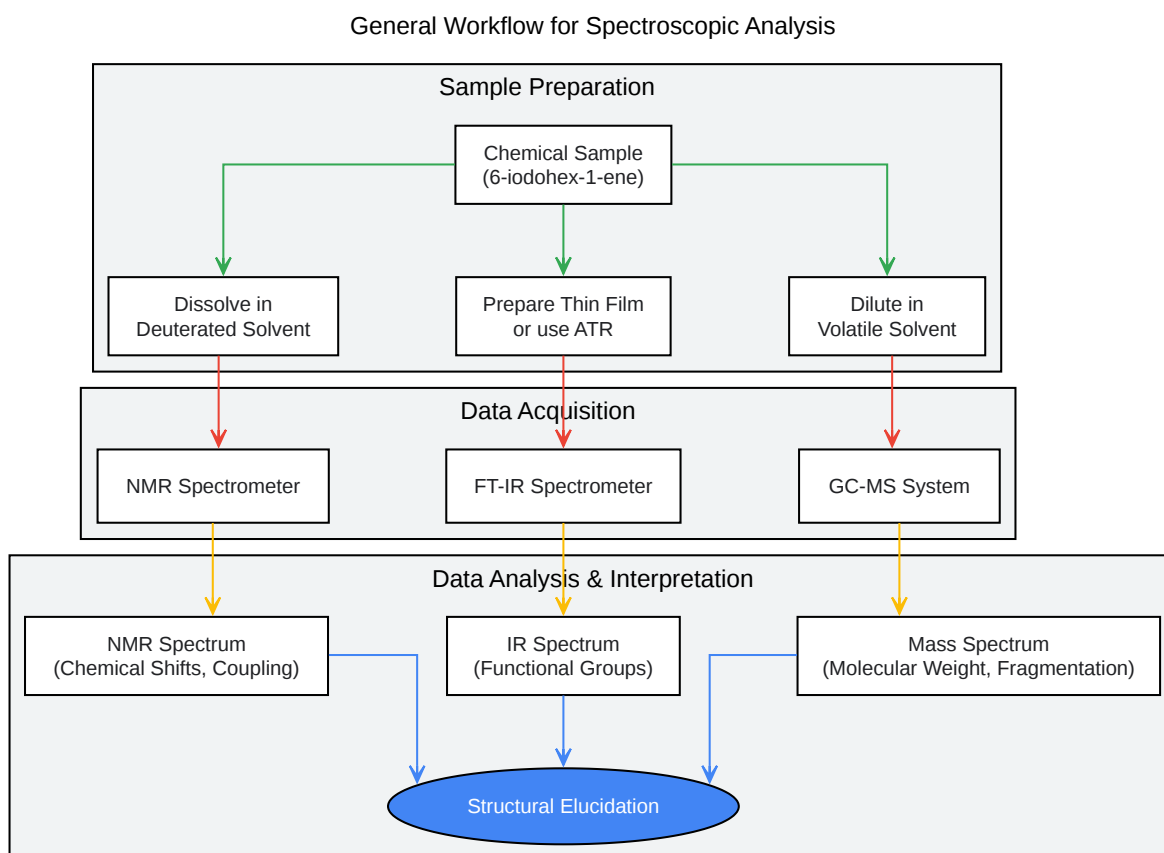 General Workflow for Spectroscopic Analysis
Sample Preparation
Chemical Sample
(6-iodohex-1-ene)
Dissolve in
Deuterated Solvent
Prepare Thin Film
or use ATR
Dilute in
Volatile Solvent
Data Acquisition
NMR Spectrometer
FT-IR Spectrometer
GC-MS System
Data Analysis & Interpretation
NMR Spectrum
(Chemical Shifts, Coupling)
IR Spectrum
(Functional Groups)
Mass Spectrum
(Molecular Weight, Fragmentation)
Structural Elucidation